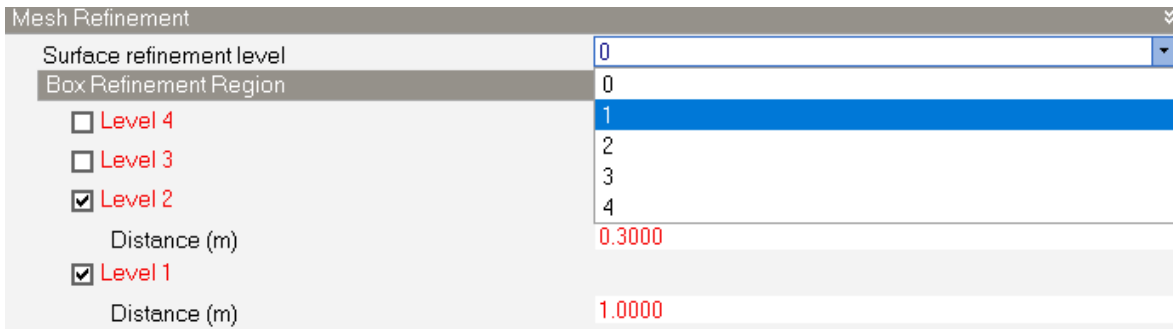 Mesh Refinement
Surface refinement level 0
Box Refinement Region 0
Level 4 1
2
Level 3 3
Level 2 4
Distance (m) 0.3000
Level 1
Distance (m) 1.0000